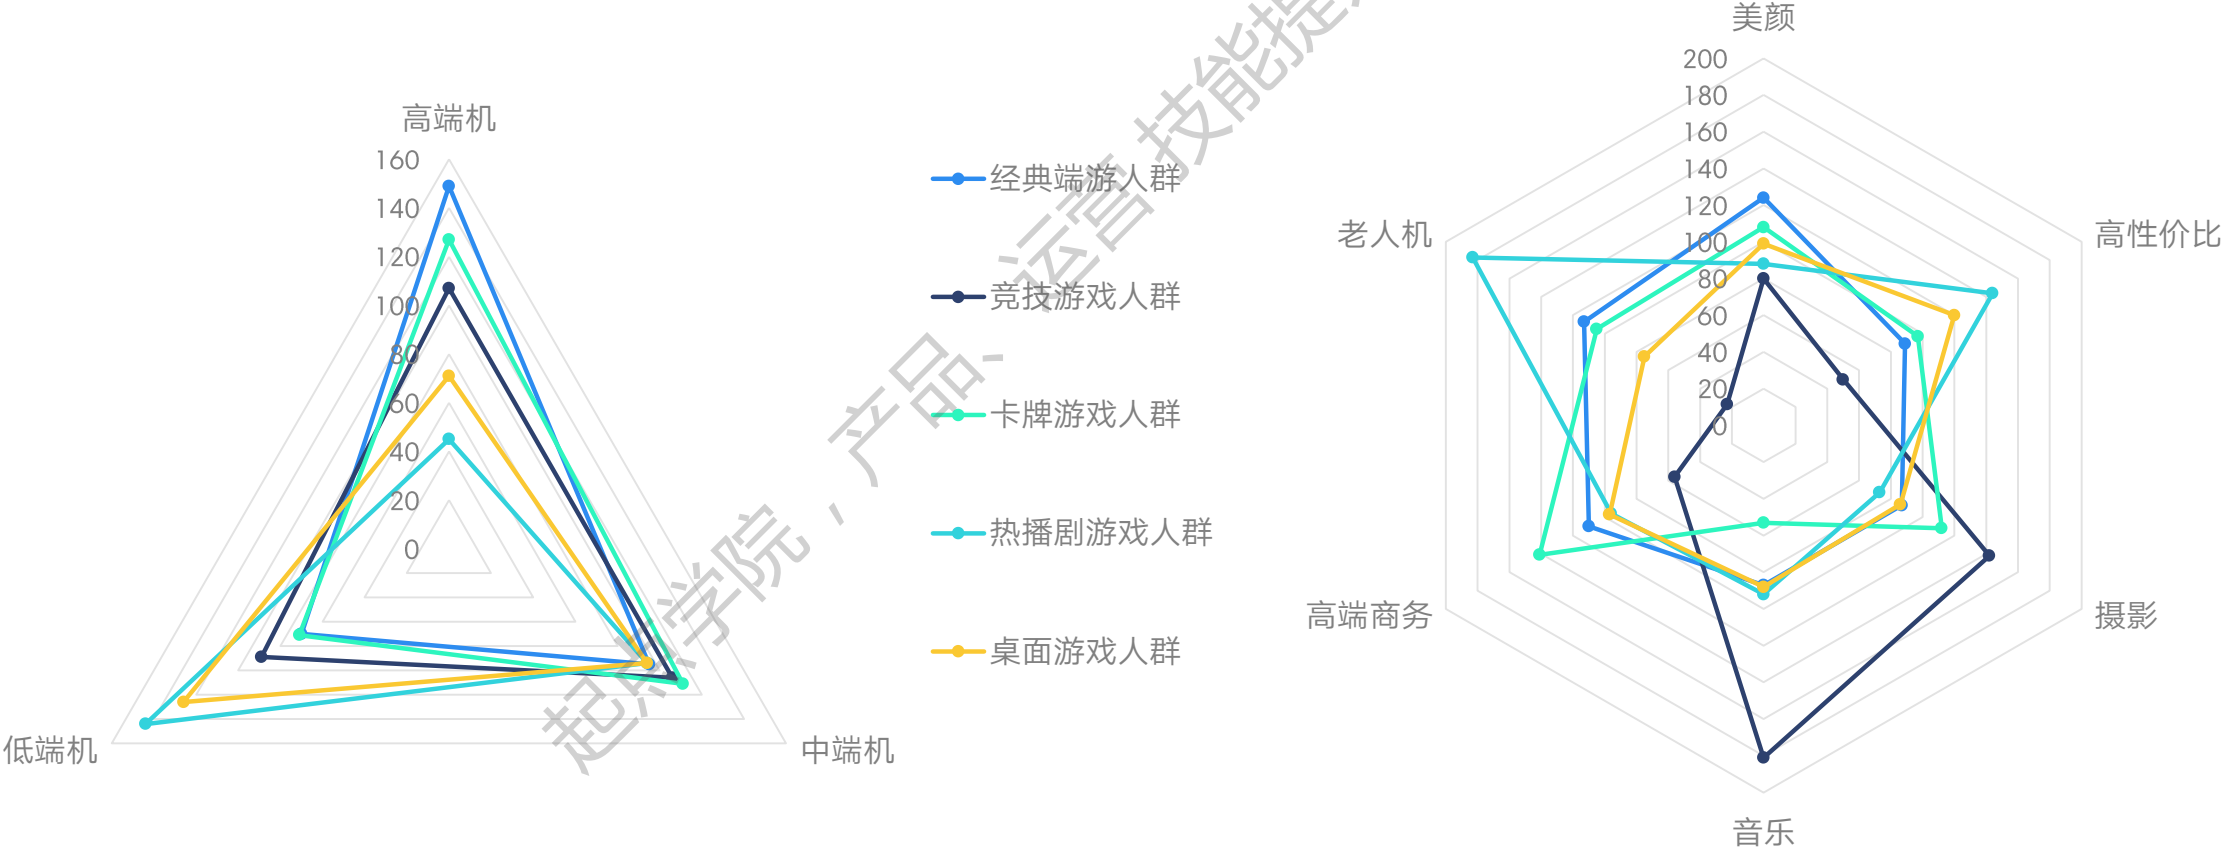 高端机
160
140
120
100
80
60
40
20
0
低端机
中端机
经典端游人群
竞技游戏人群
卡牌游戏人群
热播剧游戏人群
桌面游戏人群
美颜
200
180
160
140
120
100
80
60
40
20
0
高性价比
老人机
高端商务
摄影
音乐
起点学院，产品、运营 技能提